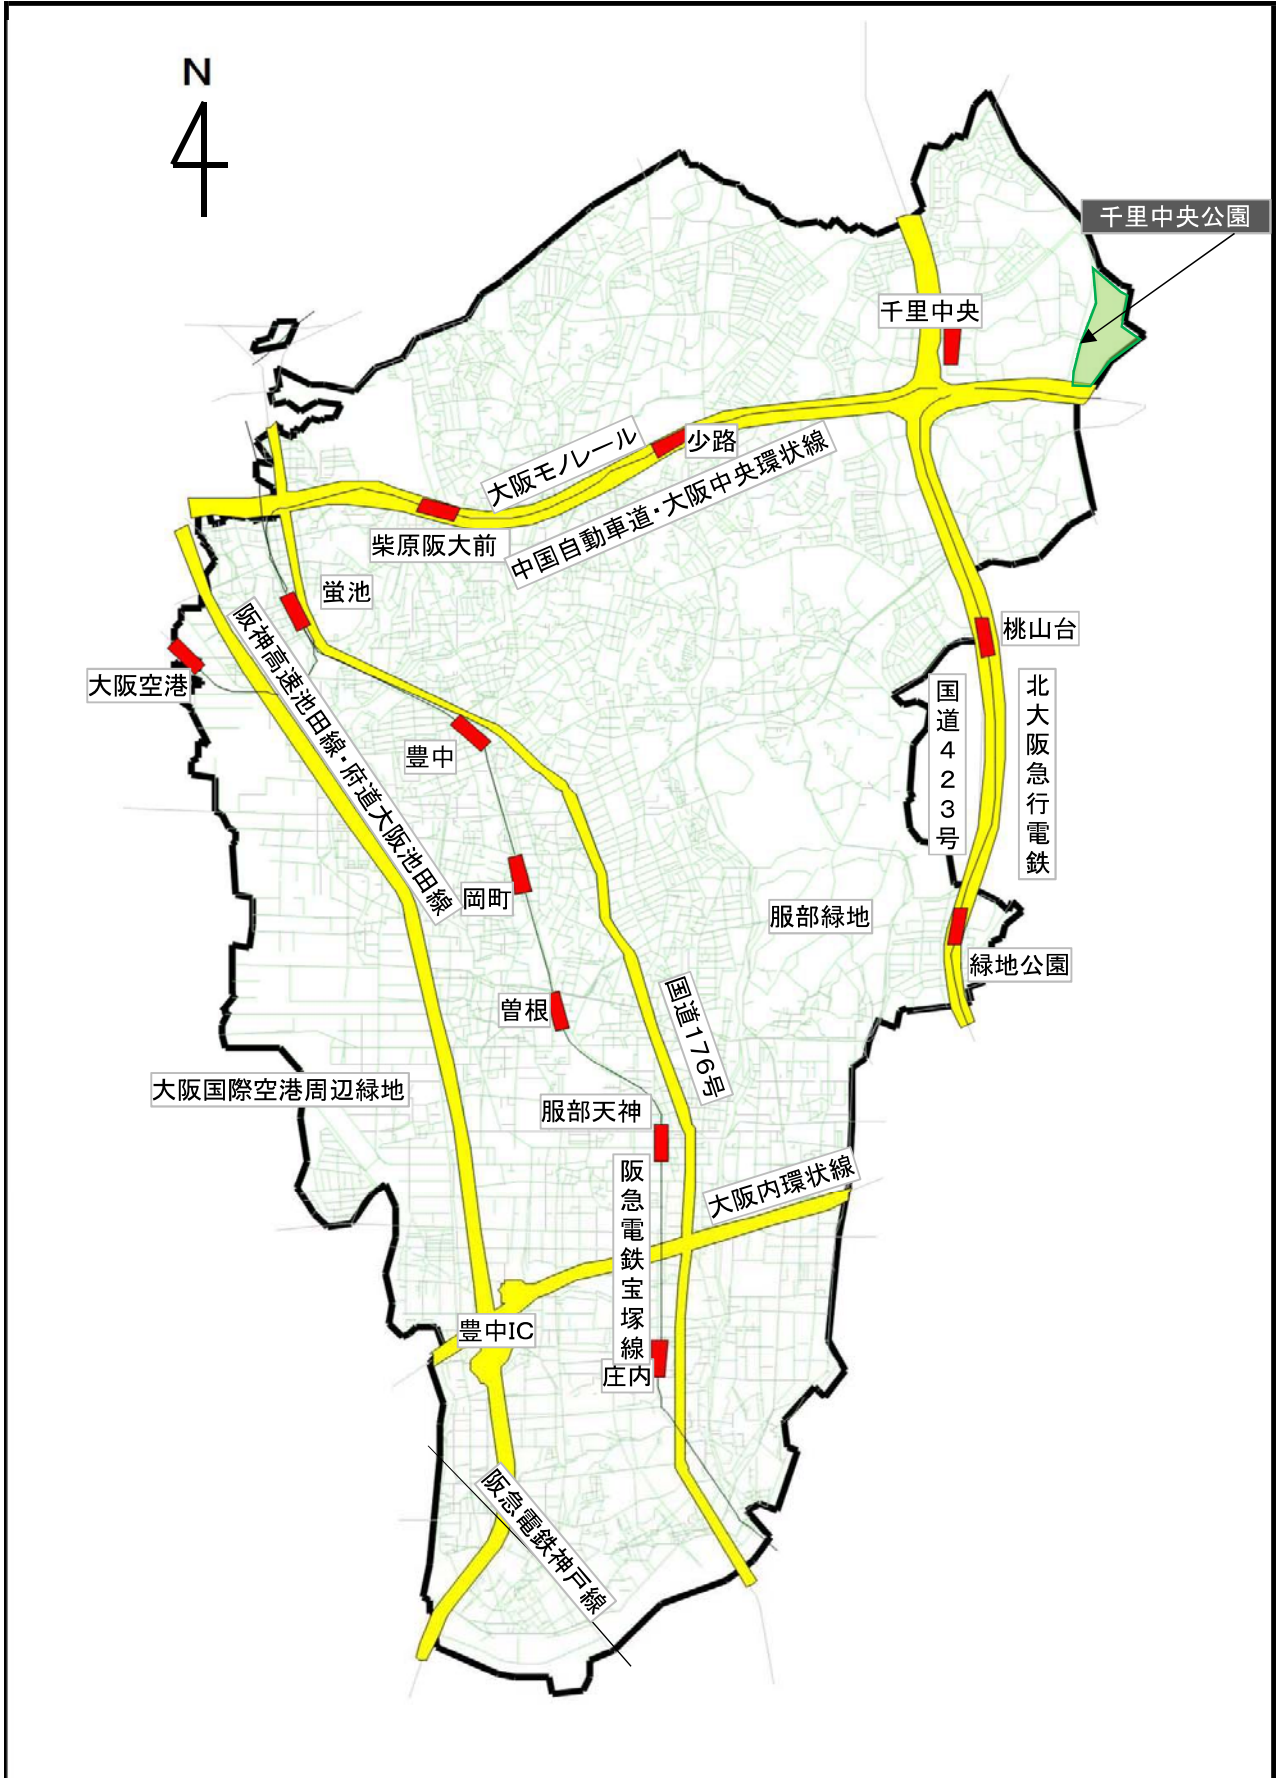 N
千里中央公園
千里中央
大阪モノレール
少路
中国自動車道・大阪中央環状線
柴原阪大前
蛍池
阪神高速池田線・府道大阪池田線
大阪空港
桃山台
国道423号
北大阪急行電鉄
豊中
岡町
服部緑地
緑地公園
曽根
国道176号
大阪国際空港周辺緑地
服部天神
阪急電鉄宝塚線
大阪内環状線
豊中IC
庄内
阪急電鉄神戸線